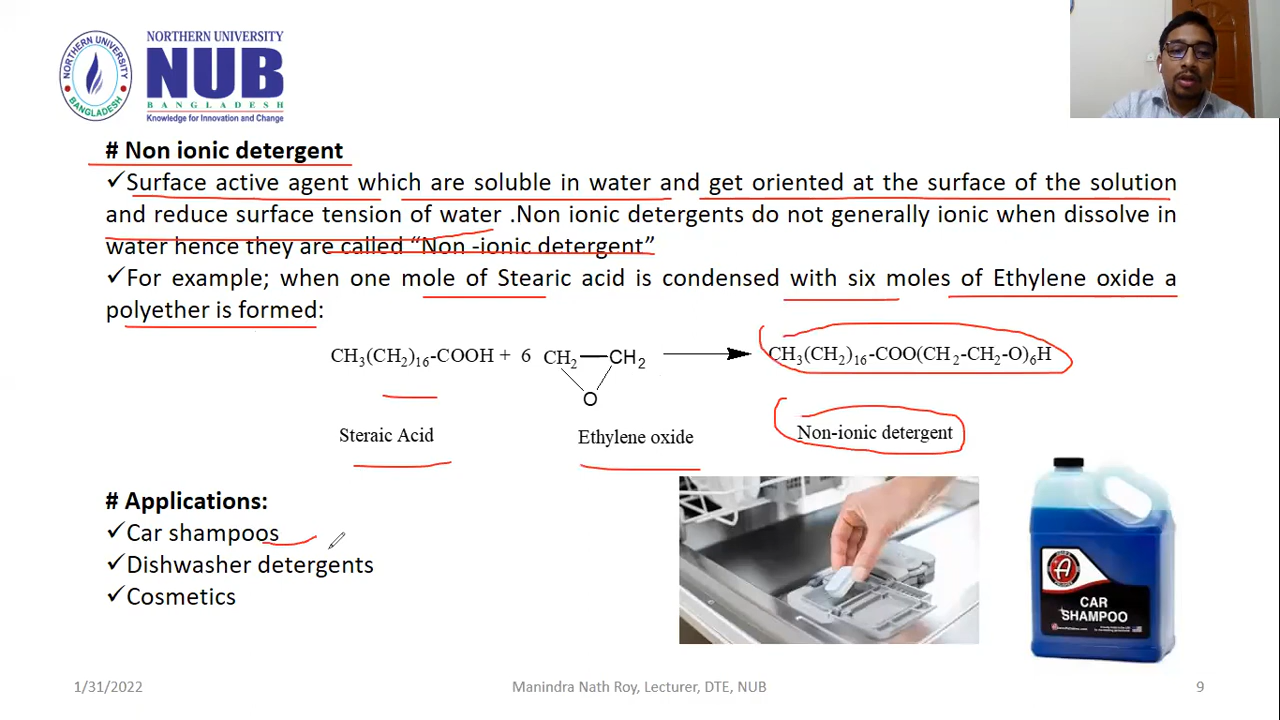 NORTHERN UNIVERSITY
NUB
BANGLADESH
Knowledge for Innovation and Change
NORTHERN UNIVERSITY
BANGLADESH
# Non ionic detergent
✓Surface active agent which are soluble in water and get oriented at the surface of the solution
and reduce surface tension of water .Non ionic detergents do not generally ionic when dissolve in
water hence they are called “Non -ionic detergent”
✓For example; when one mole of Stearic acid is condensed with six moles of Ethylene oxide a
polyether is formed:
CH3(CH2)16-COOH + 6 CH2—CH2 CH3(CH2)16-COO(CH2-CH2-O)6H
O
Steraic Acid Ethylene oxide Non-ionic detergent
# Applications:
✓Car shampoos
✓Dishwasher detergents
✓Cosmetics
A
CAR
SHAMPOO
1/31/2022 Manindra Nath Roy, Lecturer, DTE, NUB 9